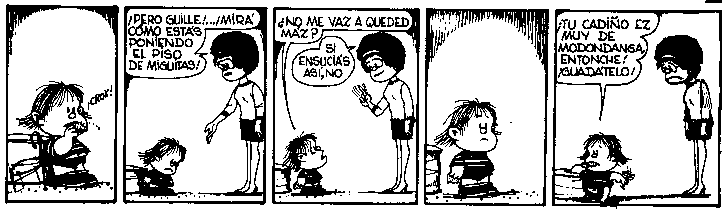 ¡CROK!
¡PERO GUILLE!...¡MIRÁ
CÓMO ESTÁS
PONIENDO
EL PISO
DE MIGUITAS!
¿NO ME VAZ A QUEDED
MAZ?
SI
ENSUCIÁS
ASÍ, NO
¡TU CADIÑO EZ
MUY DE
MODONDANGA,
ENTONCHE!
¡GUADÁTELO!